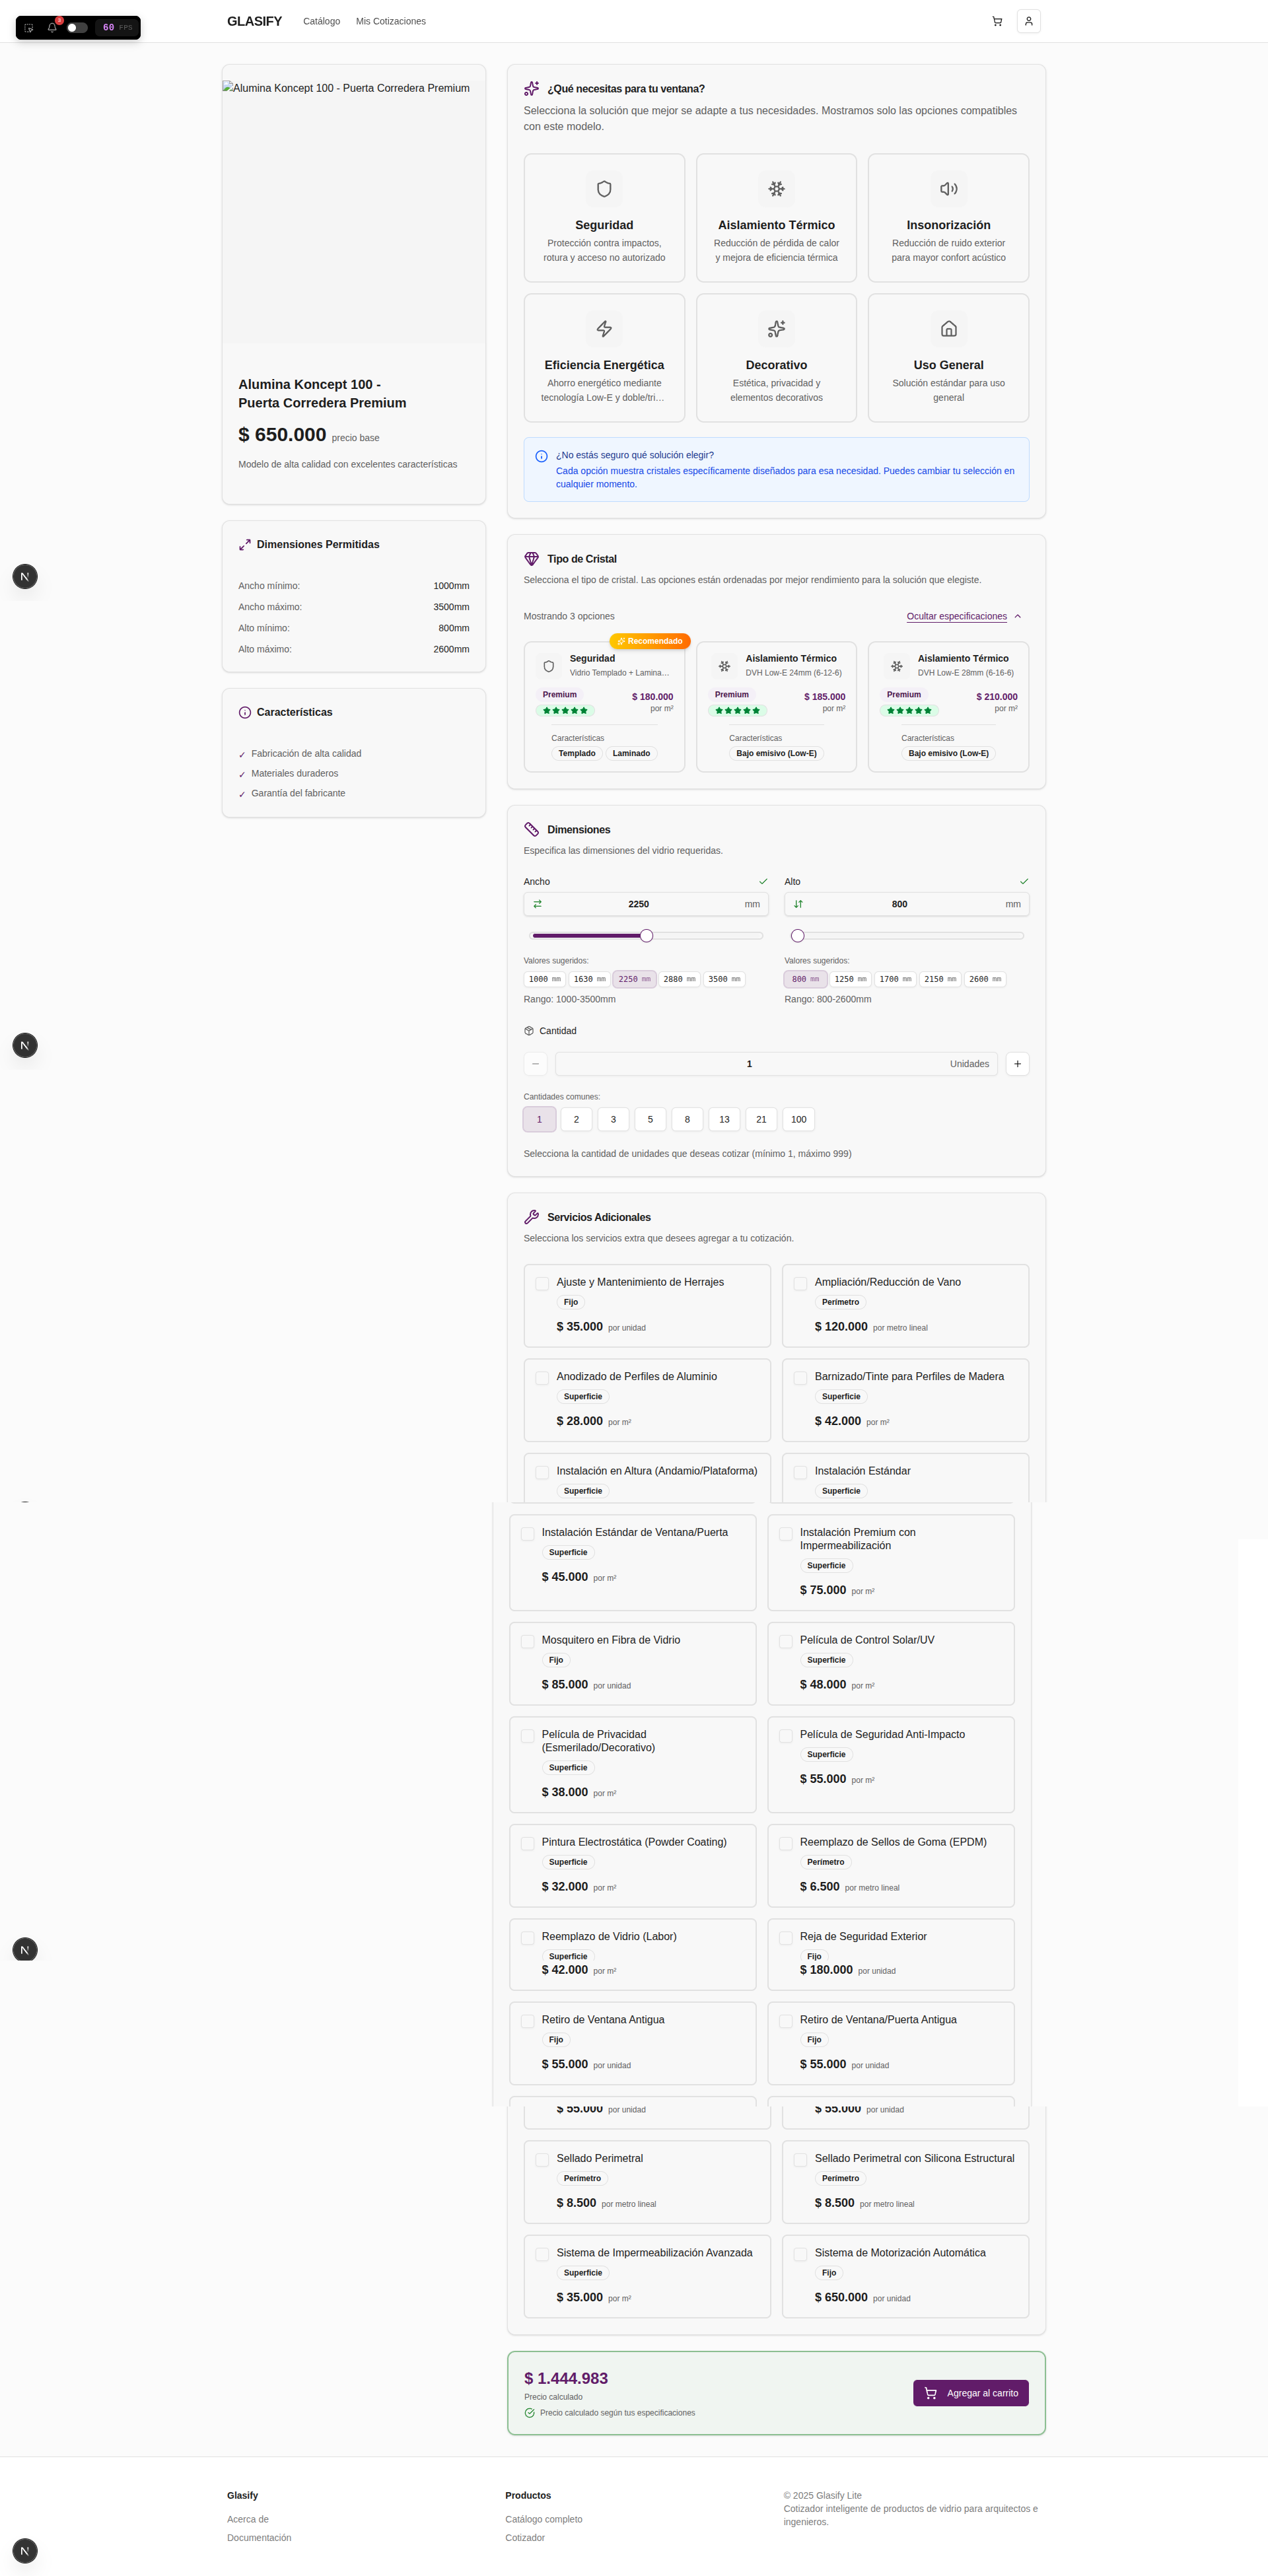 3
60 FPS
GLASIFY
Catálogo
Mis Cotizaciones
Alumina Koncept 100 - Puerta Corredera Premium
Alumina Koncept 100 -
Puerta Corredera Premium
$ 650.000 precio base
Modelo de alta calidad con excelentes características
Dimensiones Permitidas
Ancho mínimo: 1000mm
Ancho máximo: 3500mm
Alto mínimo: 800mm
Alto máximo: 2600mm
Características
✓ Fabricación de alta calidad
✓ Materiales duraderos
✓ Garantía del fabricante
¿Qué necesitas para tu ventana?
Selecciona la solución que mejor se adapte a tus necesidades. Mostramos solo las opciones compatibles
con este modelo.
Seguridad
Protección contra impactos,
rotura y acceso no autorizado
Aislamiento Térmico
Reducción de pérdida de calor
y mejora de eficiencia térmica
Insonorización
Reducción de ruido exterior
para mayor confort acústico
Eficiencia Energética
Ahorro energético mediante
tecnología Low-E y doble/tri…
Decorativo
Estética, privacidad y
elementos decorativos
Uso General
Solución estándar para uso
general
¿No estás seguro qué solución elegir?
Cada opción muestra cristales específicamente diseñados para esa necesidad. Puedes cambiar tu selección en
cualquier momento.
Tipo de Cristal
Selecciona el tipo de cristal. Las opciones están ordenadas por mejor rendimiento para la solución que elegiste.
Mostrando 3 opciones
Ocultar especificaciones
Recomendado
Seguridad
Vidrio Templado + Lamina…
Premium
$ 180.000
por m²
Características
Templado Laminado
Aislamiento Térmico
DVH Low-E 24mm (6-12-6)
Premium
$ 185.000
por m²
Características
Bajo emisivo (Low-E)
Aislamiento Térmico
DVH Low-E 28mm (6-16-6)
Premium
$ 210.000
por m²
Características
Bajo emisivo (Low-E)
Dimensiones
Especifica las dimensiones del vidrio requeridas.
Ancho
2250 mm
Valores sugeridos:
1000 mm 1630 mm 2250 mm 2880 mm 3500 mm
Rango: 1000-3500mm
Alto
800 mm
Valores sugeridos:
800 mm 1250 mm 1700 mm 2150 mm 2600 mm
Rango: 800-2600mm
Cantidad
1 Unidades
Cantidades comunes:
1 2 3 5 8 13 21 100
Selecciona la cantidad de unidades que deseas cotizar (mínimo 1, máximo 999)
Servicios Adicionales
Selecciona los servicios extra que desees agregar a tu cotización.
Ajuste y Mantenimiento de Herrajes
Fijo
$ 35.000 por unidad
Ampliación/Reducción de Vano
Perímetro
$ 120.000 por metro lineal
Anodizado de Perfiles de Aluminio
Superficie
$ 28.000 por m²
Barnizado/Tinte para Perfiles de Madera
Superficie
$ 42.000 por m²
Instalación en Altura (Andamio/Plataforma)
Superficie
Instalación Estándar
Superficie
Instalación Estándar de Ventana/Puerta
Superficie
$ 45.000 por m²
Instalación Premium con
Impermeabilización
Superficie
$ 75.000 por m²
Mosquitero en Fibra de Vidrio
Fijo
$ 85.000 por unidad
Película de Control Solar/UV
Superficie
$ 48.000 por m²
Película de Privacidad
(Esmerilado/Decorativo)
Superficie
$ 38.000 por m²
Película de Seguridad Anti-Impacto
Superficie
$ 55.000 por m²
Pintura Electrostática (Powder Coating)
Superficie
$ 32.000 por m²
Reemplazo de Sellos de Goma (EPDM)
Perímetro
$ 6.500 por metro lineal
Reemplazo de Vidrio (Labor)
Superficie
$ 42.000 por m²
Reja de Seguridad Exterior
Fijo
$ 180.000 por unidad
Retiro de Ventana Antigua
Fijo
$ 55.000 por unidad
Retiro de Ventana/Puerta Antigua
Fijo
$ 55.000 por unidad
$ 55.000 por unidad
$ 55.000 por unidad
Sellado Perimetral
Perímetro
$ 8.500 por metro lineal
Sellado Perimetral con Silicona Estructural
Perímetro
$ 8.500 por metro lineal
Sistema de Impermeabilización Avanzada
Superficie
$ 35.000 por m²
Sistema de Motorización Automática
Fijo
$ 650.000 por unidad
$ 1.444.983
Precio calculado
Precio calculado según tus especificaciones
Agregar al carrito
Glasify
Acerca de
Documentación
Productos
Catálogo completo
Cotizador
© 2025 Glasify Lite
Cotizador inteligente de productos de vidrio para arquitectos e
ingenieros.